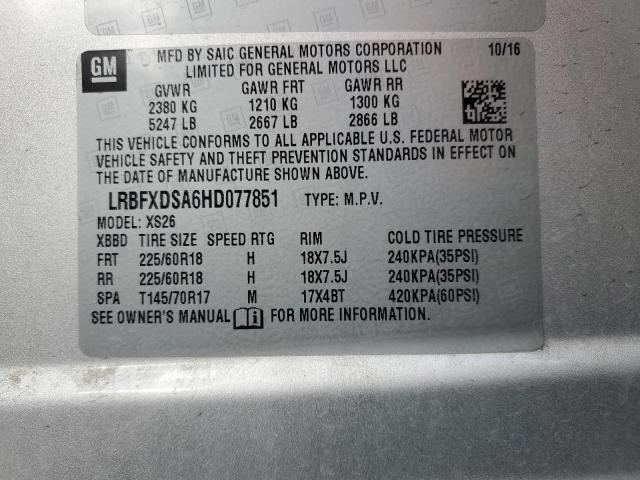 GM MFD BY SAIC GENERAL MOTORS CORPORATION 10/16
LIMITED FOR GENERAL MOTORS LLC
GVWR GAWR FRT GAWR RR
2380 KG 1210 KG 1300 KG
5247 LB 2667 LB 2866 LB
THIS VEHICLE CONFORMS TO ALL APPLICABLE U.S. FEDERAL MOTOR
VEHICLE SAFETY AND THEFT PREVENTION STANDARDS IN EFFECT ON
THE DATE OF MANUFACTURE SHOWN ABOVE.
LRBFXDSA6HD077851 TYPE: M.P.V.
MODEL: XS26
XBBD TIRE SIZE SPEED RTG RIM COLD TIRE PRESSURE
FRT 225/60R18 H 18X7.5J 240KPA(35PSI)
RR 225/60R18 H 18X7.5J 240KPA(35PSI)
SPA T145/70R17 M 17X4BT 420KPA(60PSI)
SEE OWNER'S MANUAL FOR MORE INFORMATION.